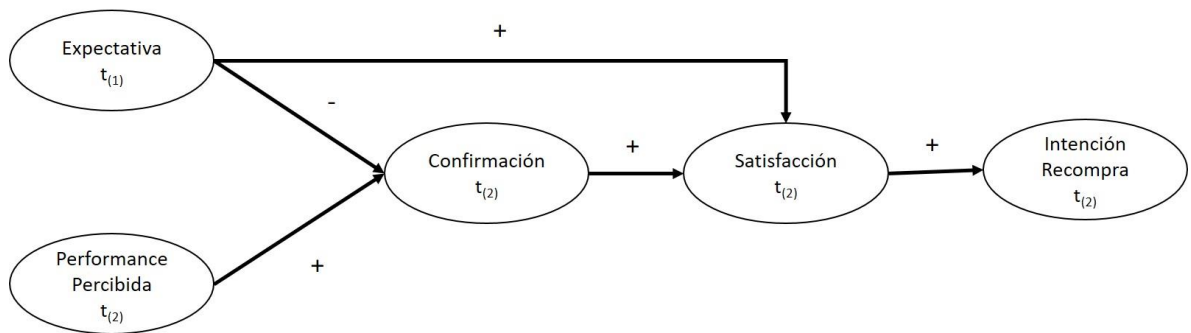 Expectativa
t(1)
+
-
Confirmación
t(2)
+
Satisfacción
t(2)
+
Intención
Recompra
t(2)
Performance
Percibida
t(2)
+